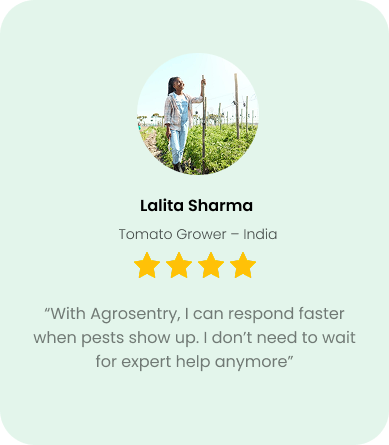 Lalita Sharma
Tomato Grower – India
“With Agrosentry, I can respond faster
when pests show up. I don’t need to wait
for expert help anymore”